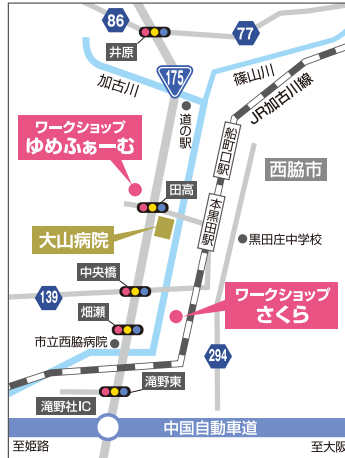 86
77
井原
175
加古川
篠山川
JR加古川線
道の駅
船町口駅
ワークショップ
ゆめふぁーむ
西脇市
田高
本黒田駅
大山病院
黒田庄中学校
中央橋
139
ワークショップ
さくら
畑瀬
市立西脇病院
294
滝野東
滝野社IC
中国自動車道
至姫路
至大阪